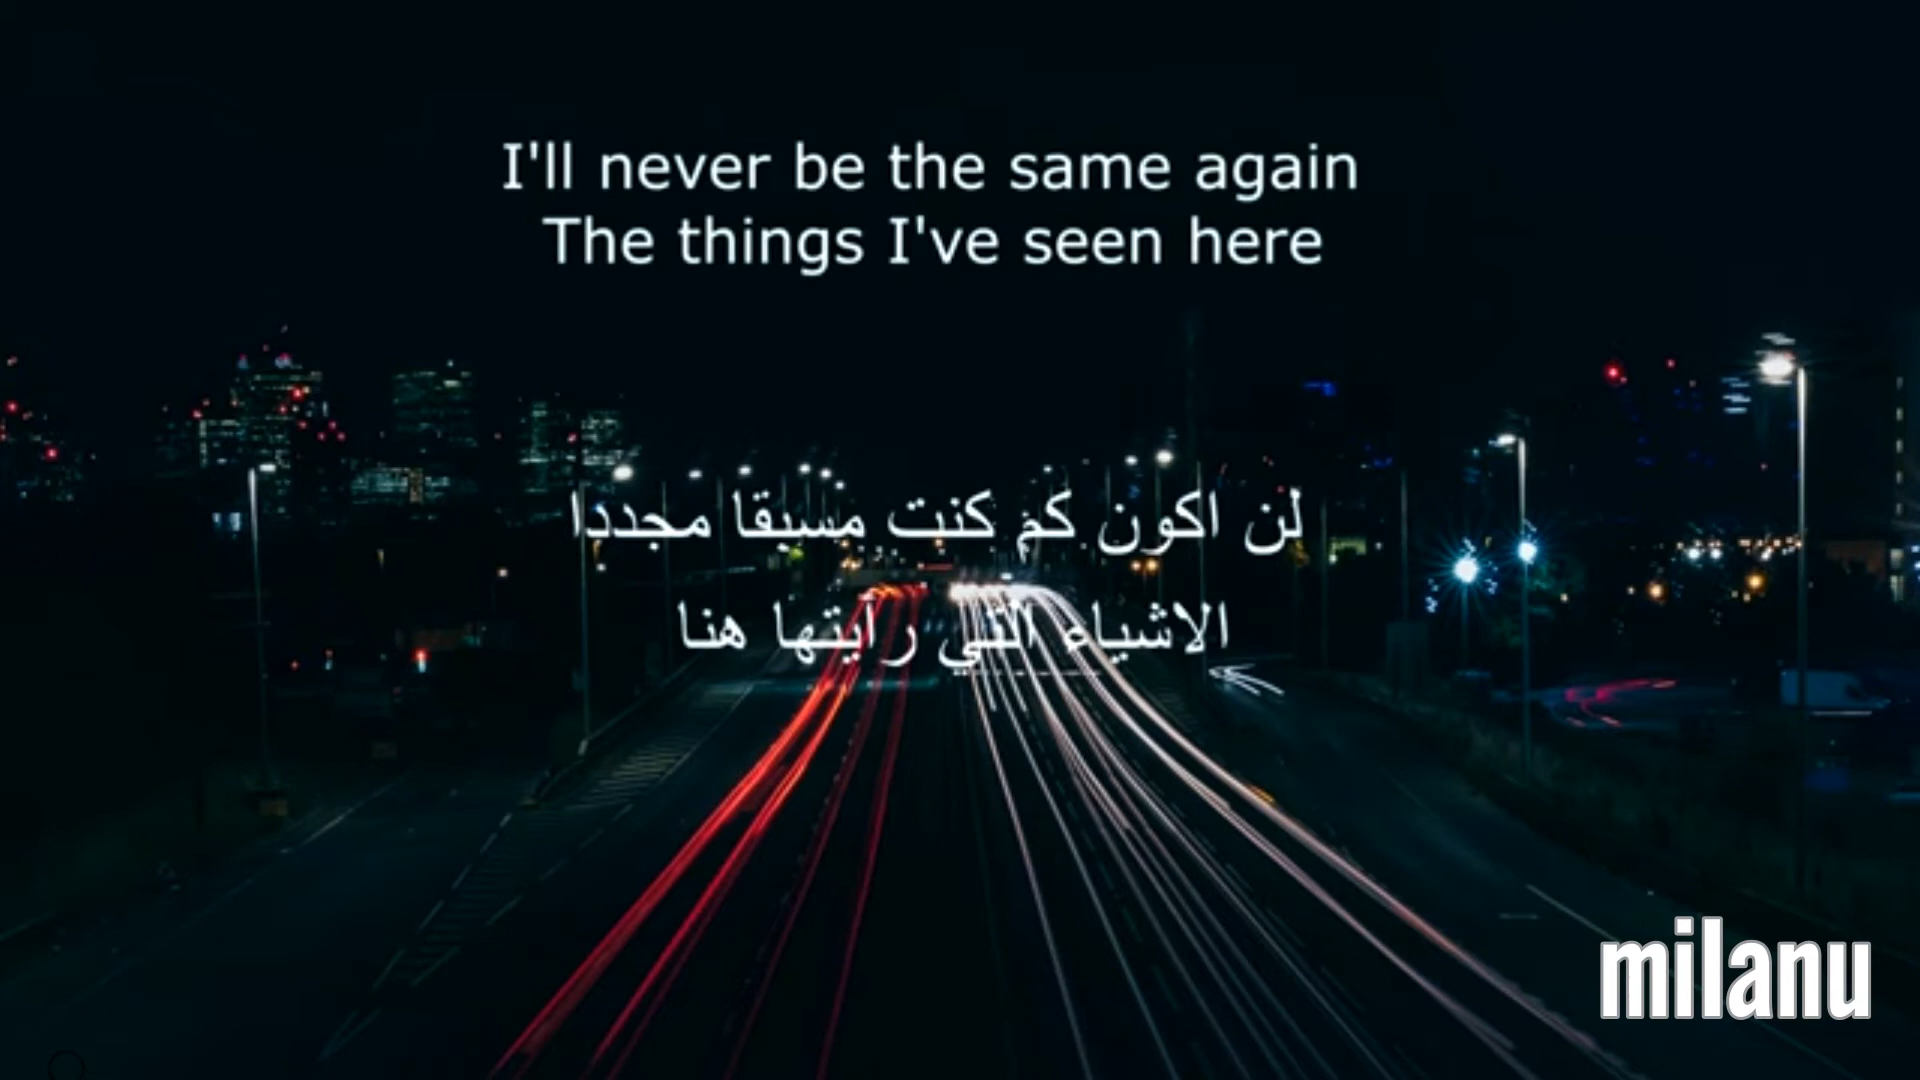 I'll never be the same again
The things I've seen here
لن اكون كم كنت مسبقا مجددا
الاشياء التي رايتها هنا
milanu